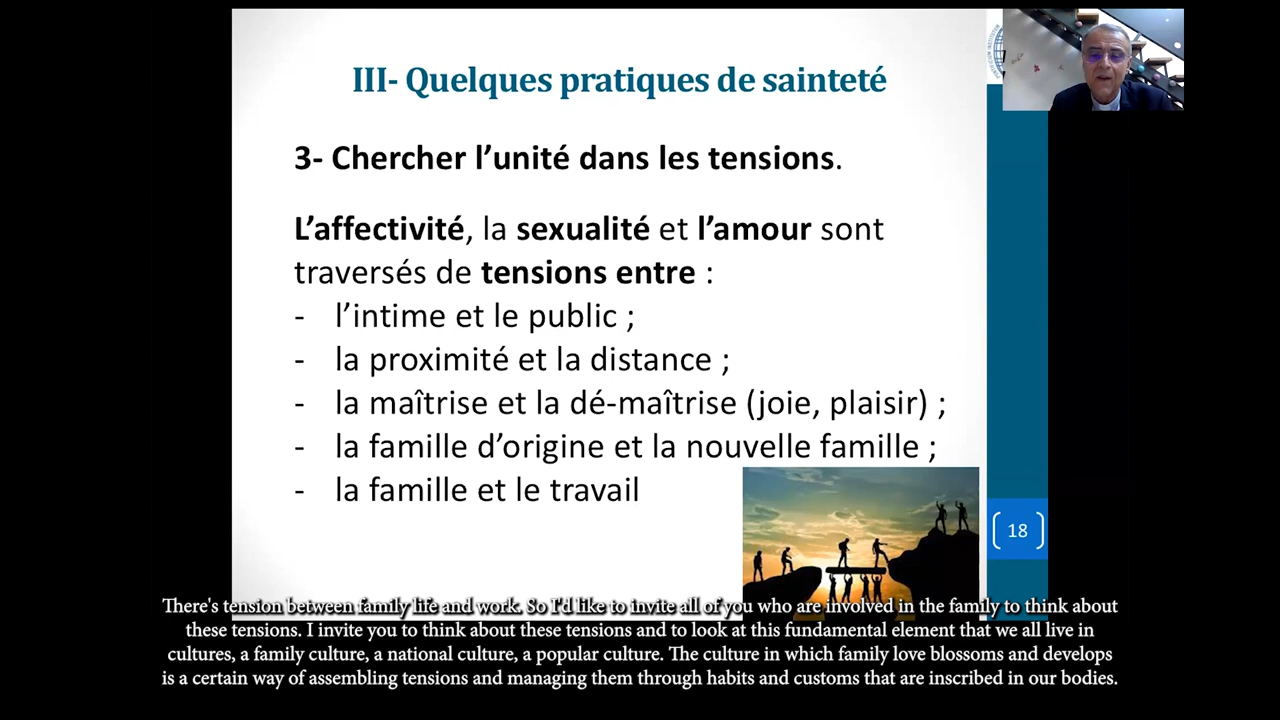 III- Quelques pratiques de sainteté
3- Chercher l’unité dans les tensions.
L’affectivité, la sexualité et l’amour sont
traversés de tensions entre :
- l’intime et le public ;
- la proximité et la distance ;
- la maîtrise et la dé-maîtrise (joie, plaisir) ;
- la famille d’origine et la nouvelle famille ;
- la famille et le travail
18
There's tension between family life and work. So I'd like to invite all of you who are involved in the family to think about
these tensions. I invite you to think about these tensions and to look at this fundamental element that we all live in
cultures, a family culture, a national culture, a popular culture. The culture in which family love blossoms and develops
is a certain way of assembling tensions and managing them through habits and customs that are inscribed in our bodies.